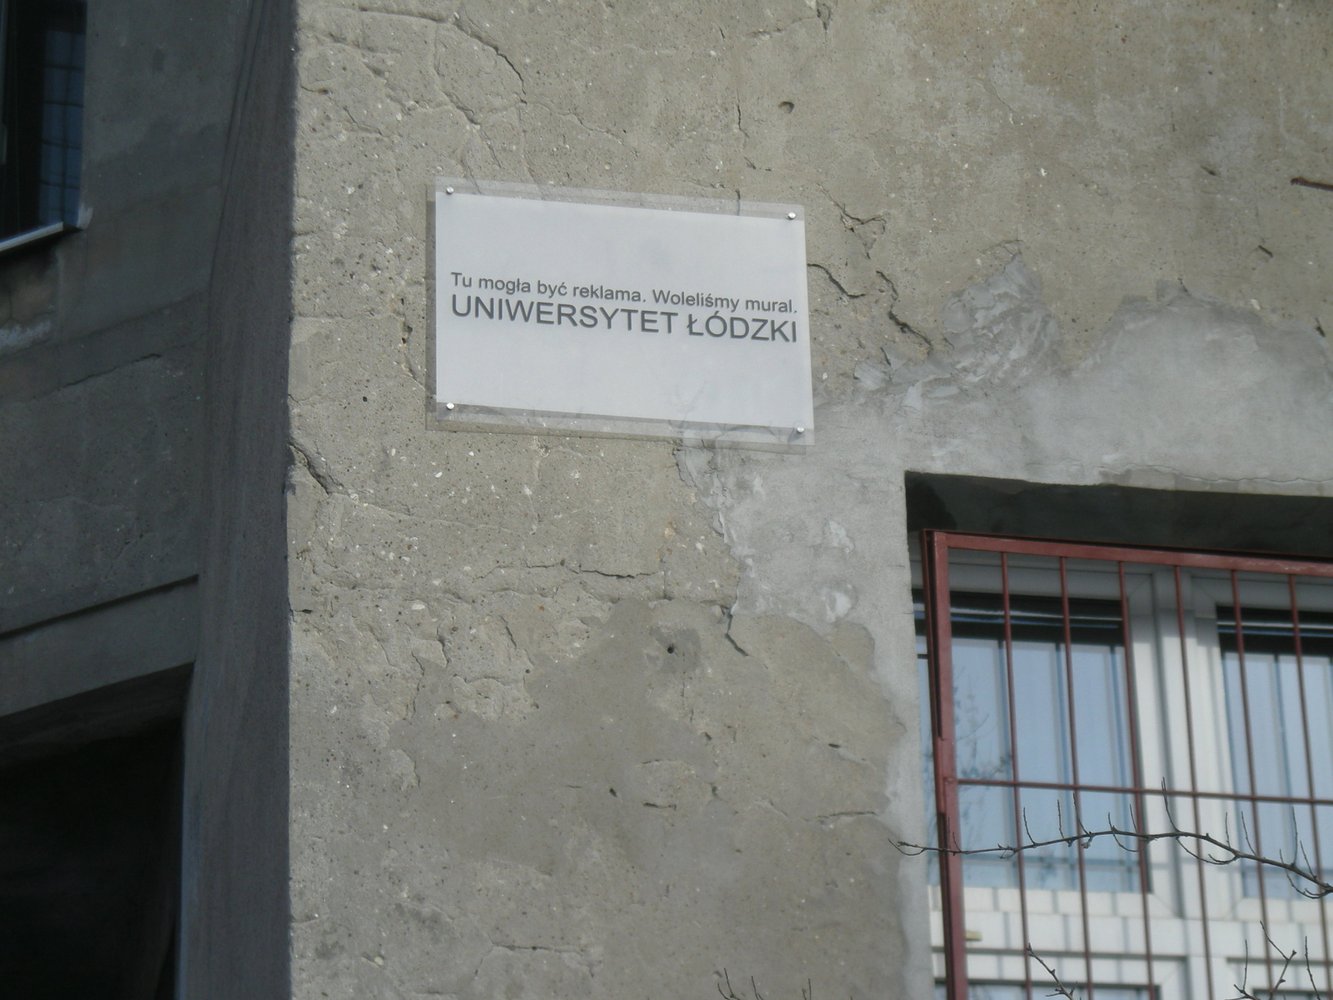 Tu mogła być reklama. Woleliśmy mural.
UNIWERSYTET ŁÓDZKI